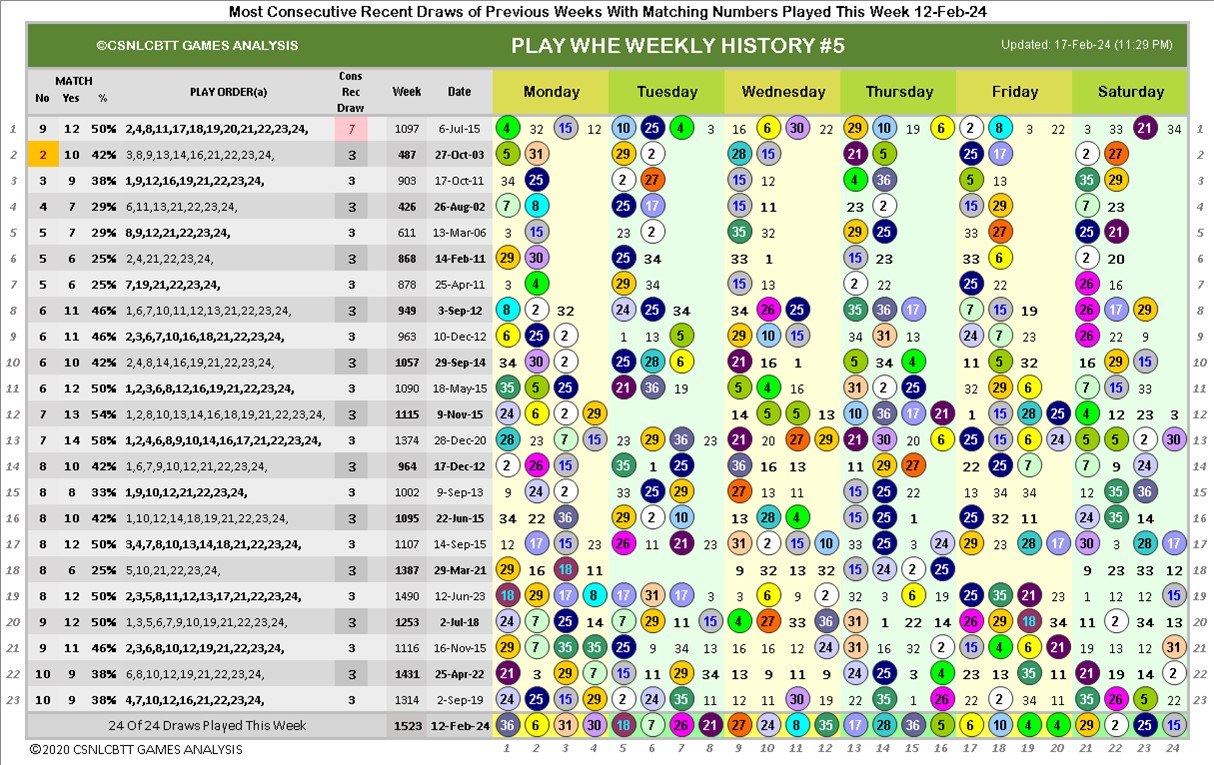 Most Consecutive Recent Draws of Previous Weeks With Matching Numbers Played This Week 12-Feb-24
©CSNLCBTT GAMES ANALYSIS PLAY WHE WEEKLY HISTORY #5 Updated: 17-Feb-24 (11:29 PM)
No MATCH Yes % PLAY ORDER(a) Cons Rec Draw Week Date Monday Tuesday Wednesday Thursday Friday Saturday
1 9 12 50% 2,4,8,11,17,18,19,20,21,22,23,24, 7 1097 6-Jul-15 4 32 15 12 10 25 4 3 16 6 30 22 29 10 19 6 2 8 3 22 3 33 21 34 1
2 2 10 42% 3,6,9,13,14,16,21,22,23,24, 3 487 27-Oct-03 5 31 29 2 28 15 21 5 25 17 2 27 2
3 9 38% 1,9,12,16,19,21,22,23,24, 3 903 17-Oct-11 34 25 2 27 15 12 4 36 5 13 35 29 3
4 4 7 29% 6,11,13,21,22,23,24, 3 426 26-Aug-02 7 8 25 17 15 11 23 2 15 29 7 23 4
5 5 7 29% 8,9,12,21,22,23,24, 3 611 13-Mar-06 3 15 23 2 35 32 29 25 33 27 25 21 5
6 5 6 25% 2,4,21,22,23,24, 3 868 14-Feb-11 29 30 25 34 33 1 15 23 33 6 2 20 6
7 5 6 25% 7,19,21,22,23,24, 3 878 25-Apr-11 3 4 29 34 15 13 2 22 25 22 26 16 7
8 6 11 46% 1,6,7,10,11,12,13,21,22,23,24, 3 949 3-Sep-12 8 2 32 24 25 34 34 26 25 35 36 15 17 7 15 19 26 17 29 8
9 11 46% 2,3,6,7,10,16,18,21,22,23,24, 3 963 10-Dec-12 6 25 2 1 13 5 29 10 15 34 31 13 24 7 23 26 22 9 9
10 6 10 42% 2,4,8,14,16,19,21,22,23,24, 3 1057 29-Sep-14 34 30 2 25 28 6 21 16 1 5 34 4 11 5 32 16 29 15 10
11 6 12 50% 1,2,3,6,8,12,16,19,21,22,23,24, 3 1090 18-May-15 35 5 25 21 36 19 5 4 16 31 2 25 32 29 6 7 15 33 11
12 7 13 54% 1,2,8,10,13,14,16,18,19,21,22,23,24, 3 1115 9-Nov-15 24 6 2 29 14 5 5 13 10 36 17 21 1 15 28 25 4 12 23 3 12
13 7 14 58% 1,2,4,6,8,9,10,14,16,17,21,22,23,24, 3 1374 28-Dec-20 28 23 7 15 23 29 36 23 21 20 27 29 21 30 20 6 25 15 6 24 5 5 2 30 13
14 8 10 42% 1,6,7,9,10,12,21,22,23,24, 3 964 17-Dec-12 2 26 15 35 1 25 36 16 13 11 29 27 22 25 7 7 9 24 14
15 8 8 33% 1,9,10,12,21,22,23,24, 3 1002 9-Sep-13 9 24 2 33 25 29 27 13 11 15 25 22 13 34 34 12 35 36 15
16 8 10 42% 1,10,12,14,18,19,21,22,23,24, 3 1095 22-Jun-15 34 22 36 29 2 10 13 28 4 15 25 1 25 32 11 24 35 14 16
17 8 12 50% 3,4,7,8,10,13,14,18,21,22,23,24, 3 1107 14-Sep-15 12 17 15 23 26 11 21 23 31 2 15 10 33 25 3 24 29 23 28 17 30 3 28 17 17
18 8 6 25% 5,10,21,22,23,24, 3 1387 29-Mar-21 29 16 18 11 9 32 13 32 15 24 2 25 9 23 33 12 18
19 8 12 50% 2,3,5,8,11,12,13,17,21,22,23,24, 3 1490 12-Jun-23 18 29 17 8 17 31 17 3 3 6 9 2 32 3 6 19 25 35 21 23 1 12 12 15 19
20 9 12 50% 1,3,5,6,7,9,10,19,21,22,23,24, 3 1253 2-Jul-18 24 7 25 14 7 29 11 15 4 27 33 36 31 1 22 14 26 29 18 34 11 2 34 13 20
21 9 11 46% 2,3,6,8,10,12,19,21,22,23,24, 3 1116 16-Nov-15 29 7 35 35 25 9 34 13 16 16 12 24 31 16 32 2 15 4 6 21 19 13 12 31 21
22 10 9 38% 6,8,10,12,19,21,22,23,24, 3 1431 25-Apr-22 21 3 29 7 15 11 29 34 13 9 11 9 24 25 3 4 23 13 35 11 21 19 14 2 22
23 10 9 38% 4,7,10,12,16,21,22,23,24, 3 1314 2-Sep-19 24 25 15 29 2 24 35 11 12 11 30 19 22 35 1 26 22 2 34 11 35 26 5 22 23
24 Of 24 Draws Played This Week 1523 12-Feb-24 36 6 31 30 18 7 26 21 27 24 8 35 17 28 36 5 6 10 4 4 29 2 25 15
©2020 CSNLCBTT GAMES ANALYSIS 1 2 3 4 5 6 7 8 9 10 11 12 13 14 15 16 17 18 19 20 21 22 23 24